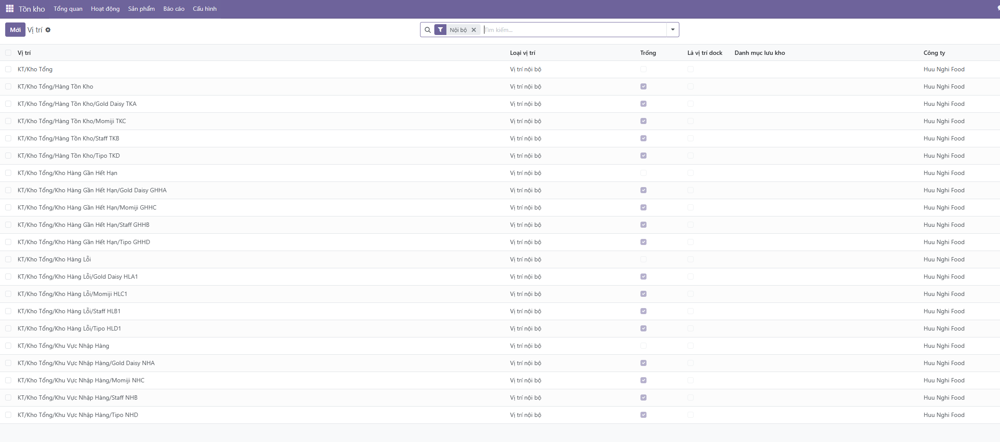 Tồn kho Tổng quan Hoạt động Sản phẩm Báo cáo Cấu hình
Mới Vị trí Nội bộ Tìm kiếm...
Vị trí Loại vị trí Trống Là vị trí dock Danh mục lưu kho Công ty
KT/Kho Tổng Vị trí nội bộ Huu Nghi Food
KT/Kho Tổng/Hàng Tồn Kho Vị trí nội bộ Huu Nghi Food
KT/Kho Tổng/Hàng Tồn Kho/Gold Daisy TKA Vị trí nội bộ Huu Nghi Food
KT/Kho Tổng/Hàng Tồn Kho/Momiji TKC Vị trí nội bộ Huu Nghi Food
KT/Kho Tổng/Hàng Tồn Kho/Staff TKB Vị trí nội bộ Huu Nghi Food
KT/Kho Tổng/Hàng Tồn Kho/Tipo TKD Vị trí nội bộ Huu Nghi Food
KT/Kho Tổng/Kho Hàng Gần Hết Hạn Vị trí nội bộ Huu Nghi Food
KT/Kho Tổng/Kho Hàng Gần Hết Hạn/Gold Daisy GHHA Vị trí nội bộ Huu Nghi Food
KT/Kho Tổng/Kho Hàng Gần Hết Hạn/Momiji GHHC Vị trí nội bộ Huu Nghi Food
KT/Kho Tổng/Kho Hàng Gần Hết Hạn/Staff GHHB Vị trí nội bộ Huu Nghi Food
KT/Kho Tổng/Kho Hàng Gần Hết Hạn/Tipo GHHD Vị trí nội bộ Huu Nghi Food
KT/Kho Tổng/Kho Hàng Lỗi Vị trí nội bộ Huu Nghi Food
KT/Kho Tổng/Kho Hàng Lỗi/Gold Daisy HLA1 Vị trí nội bộ Huu Nghi Food
KT/Kho Tổng/Kho Hàng Lỗi/Momiji HLC1 Vị trí nội bộ Huu Nghi Food
KT/Kho Tổng/Kho Hàng Lỗi/Staff HLB1 Vị trí nội bộ Huu Nghi Food
KT/Kho Tổng/Kho Hàng Lỗi/Tipo HLD1 Vị trí nội bộ Huu Nghi Food
KT/Kho Tổng/Khu Vực Nhập Hàng Vị trí nội bộ Huu Nghi Food
KT/Kho Tổng/Khu Vực Nhập Hàng/Gold Daisy NHA Vị trí nội bộ Huu Nghi Food
KT/Kho Tổng/Khu Vực Nhập Hàng/Momiji NHC Vị trí nội bộ Huu Nghi Food
KT/Kho Tổng/Khu Vực Nhập Hàng/Staff NHB Vị trí nội bộ Huu Nghi Food
KT/Kho Tổng/Khu Vực Nhập Hàng/Tipo NHD Vị trí nội bộ Huu Nghi Food